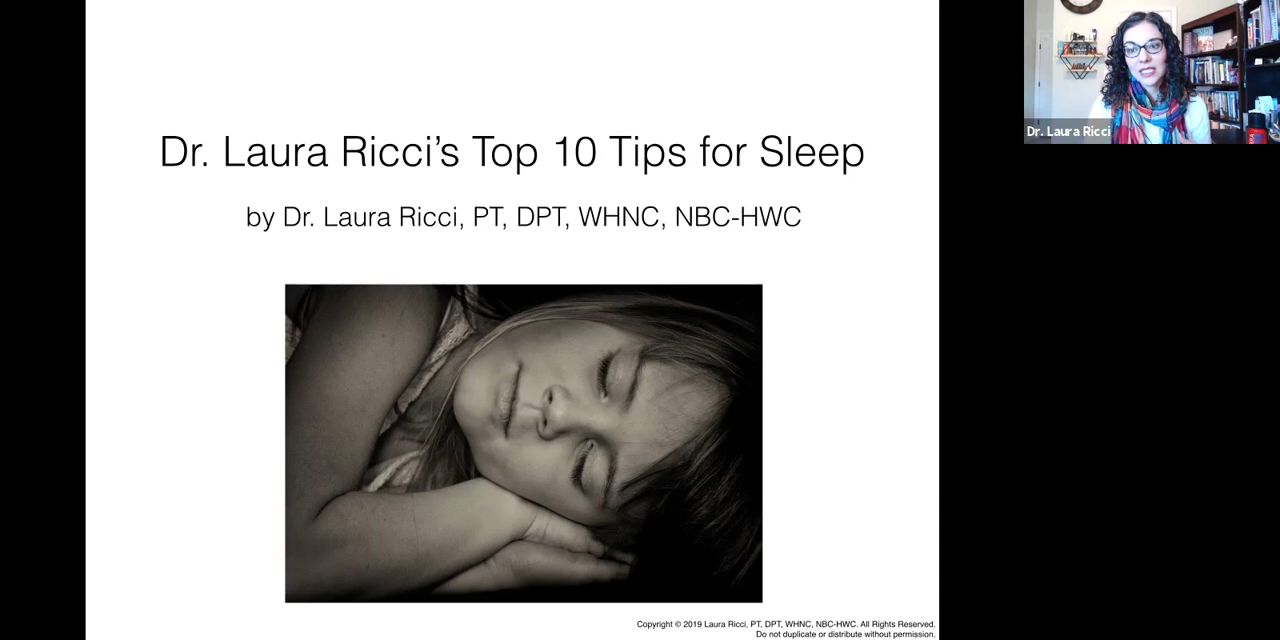 Dr. Laura Ricci’s Top 10 Tips for Sleep
by Dr. Laura Ricci, PT, DPT, WHNC, NBC-HWC
Dr. Laura Ricci
Copyright © 2019 Laura Ricci, PT, DPT, WHNC, NBC-HWC. All Rights Reserved.
Do not duplicate or distribute without permission.